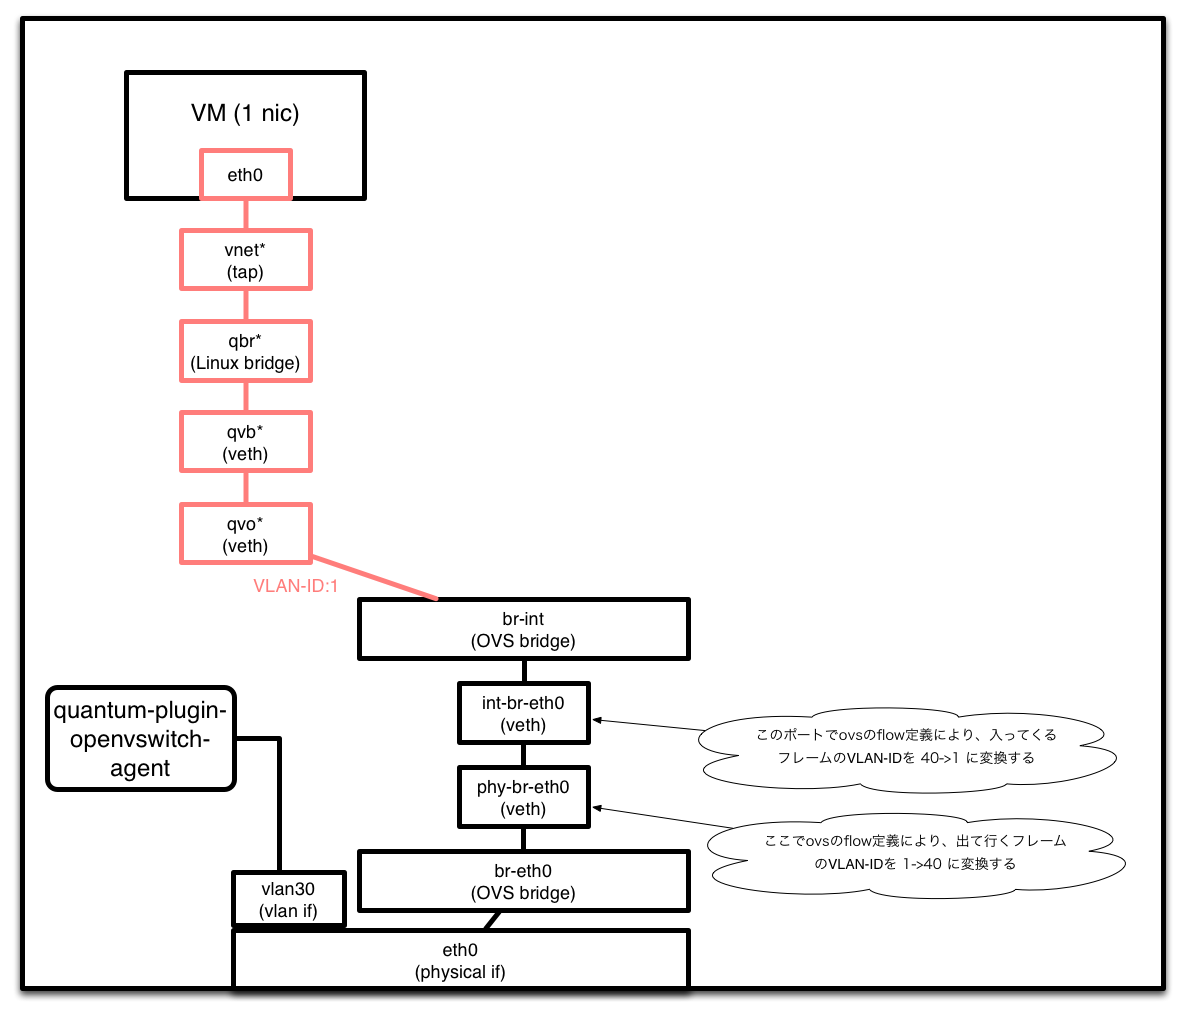 VM (1 nic)
eth0
vnet*
(tap)
qbr*
(Linux bridge)
qvb*
(veth)
qvo*
(veth)
VLAN-ID:1
br-int
(OVS bridge)
int-br-eth0
(veth)
このポートでovsのflow定義により、入ってくる
フレームのVLAN-IDを 40->1 に変換する
phy-br-eth0
(veth)
ここでovsのflow定義により、出て行くフレーム
のVLAN-IDを 1->40 に変換する
quantum-plugin-
openvswitch-
agent
br-eth0
(OVS bridge)
vlan30
(vlan if)
eth0
(physical if)